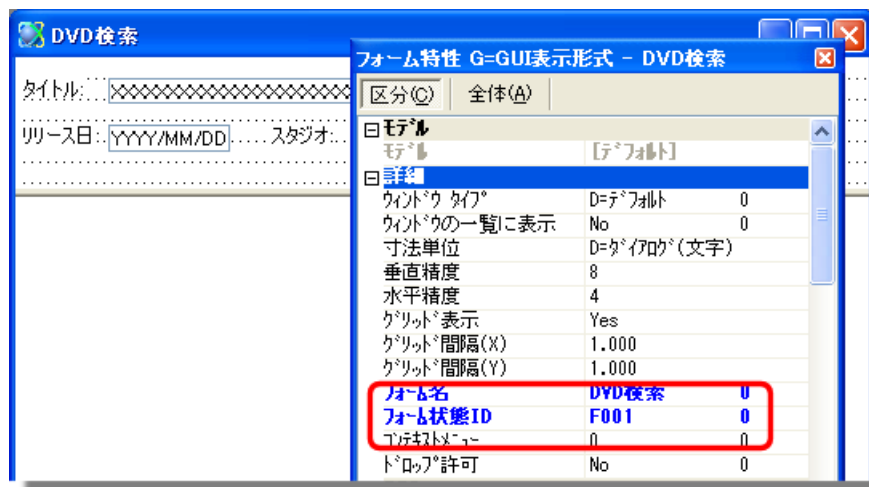 DVD検索
タイトル: XXXXXXXXXXXXXXXXXXXX
リリース日: YYYY/MM/DD スタジオ:
フォーム特性 G=GUI表示形式 - DVD検索
区分(C) 全体(A)
モデル
モデル [デフォルト]
詳細
ウィンドウ タイプ D=デフォルト 0
ウィンドウの一覧に表示 No 0
寸法単位 D=ダイアログ(文字)
垂直精度 8
水平精度 4
グリッド表示 Yes
グリッド間隔(X) 1.000
グリッド間隔(Y) 1.000
フォーム名 DVD検索 0
フォーム状態ID F001 0
コンテキストメニュー 0 0
ドロップ許可 No 0